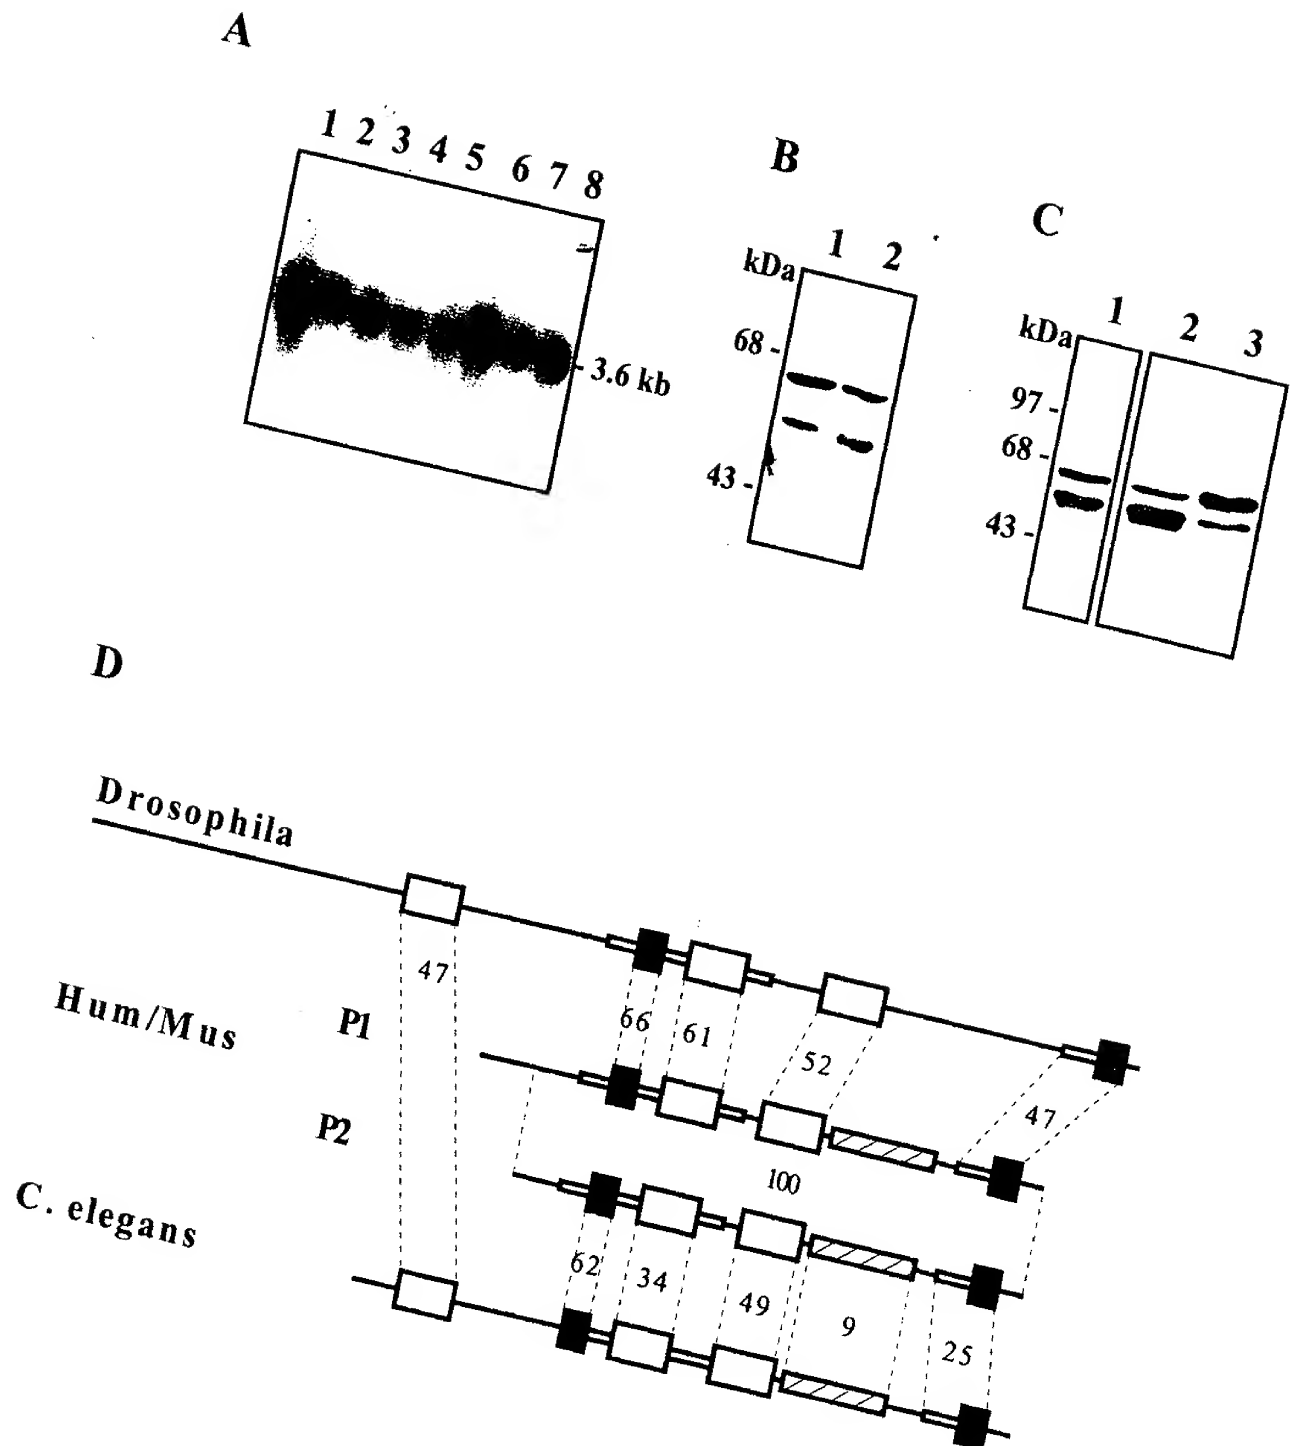 A
1 2 3 4 5 6 7 8
- 3.6 kb
B
1 2
kDa
68 -
43 -
C
1 2 3
kDa
97 -
68 -
43 -
D
Drosophila
47
66 61 52 47
Hum/Mus P1
P2
100
C. elegans
62 34 49 9 25